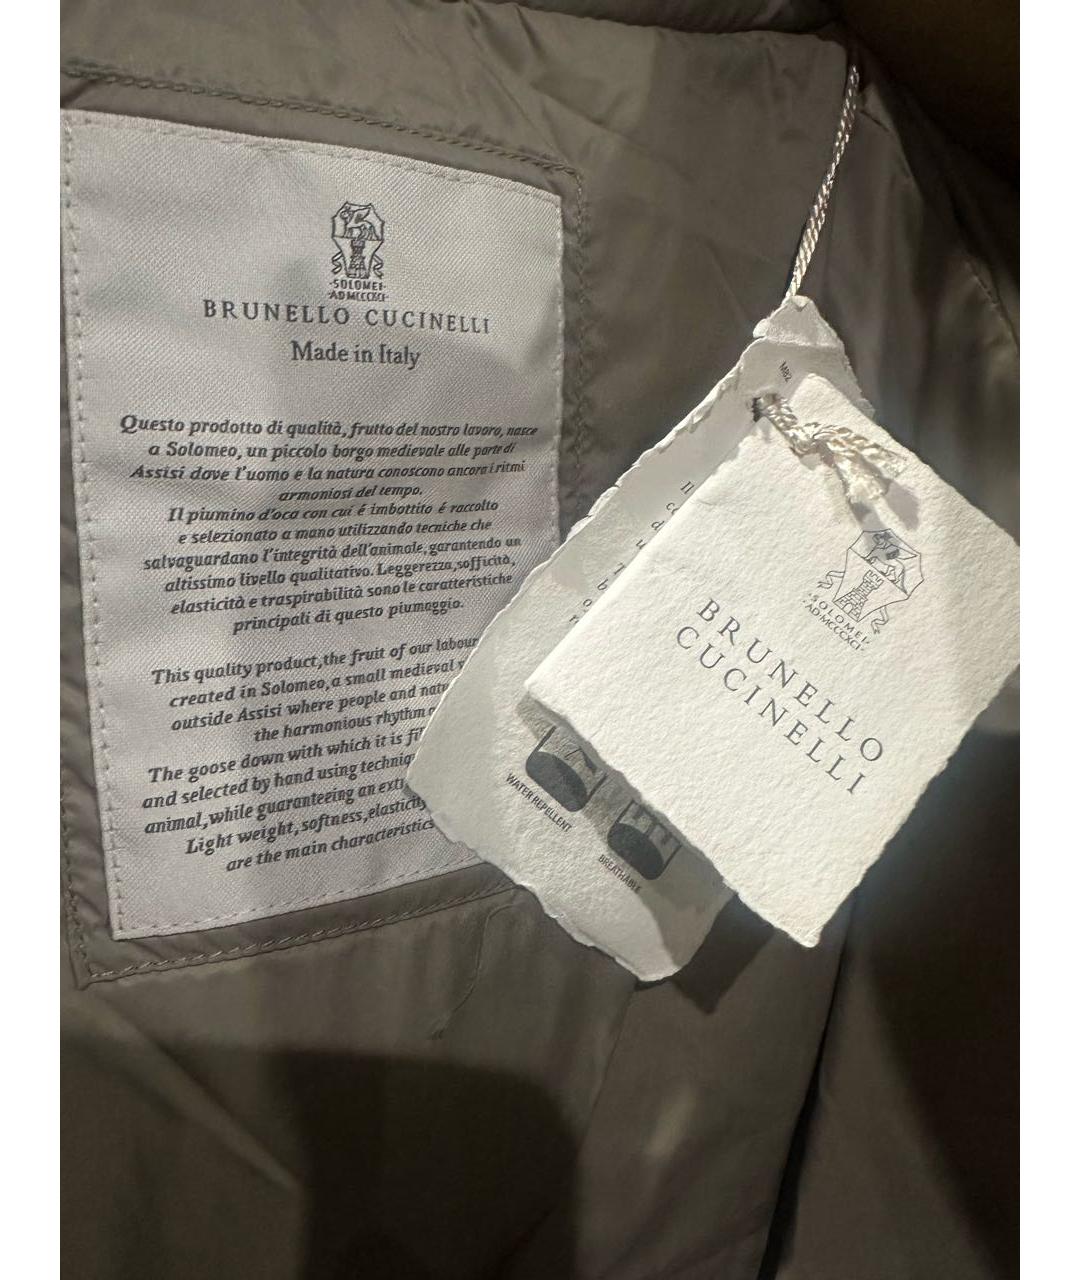 ·SOLOMEI·
·AD MCCCXCI·
BRUNELLO CUCINELLI
Made in Italy
Questo prodotto di qualità, frutto del nostro lavoro, nasce
a Solomeo, un piccolo borgo medievale alle parte di
Assisi dove l'uomo e la natura conoscono ancora i ritmi
armoniosi del tempo.
Il piumino d'oca con cui é imbottito é raccolto
e selezionato a mano utilizzando tecniche che
salvaguardano l'integrità dell'animale, garantendo un
altissimo livello qualitativo. Leggerezza, sofficità,
elasticità e traspirabilità sono le caratteristiche
principali di questo piumaggio.
This quality product, the fruit of our labour
created in Solomeo, a small medieval
outside Assisi where people and natu
the harmonious rhythm
The goose down with which it is fil
and selected by hand using techniq
animal, while guaranteeing an ext
Light weight, softness, elasticity
are the main characteristics
M82
Il
WATER REPELLENT
BREATHABLE
·SOLOMEI·
·AD MCCCXCI·
BRUNELLO
CUCINELLI